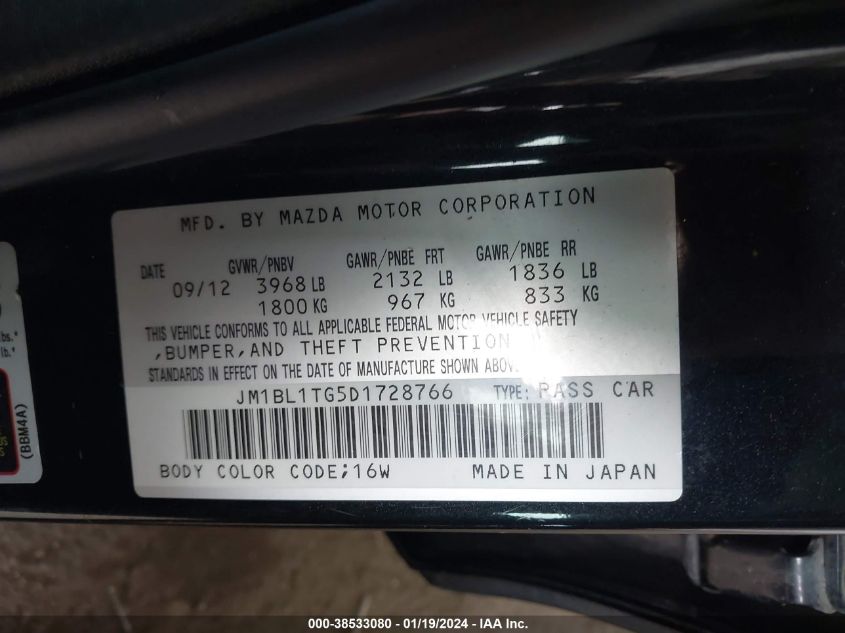 MFD. BY MAZDA MOTOR CORPORATION
DATE GVWR/PNBV GAWR/PNBE FRT GAWR/PNBE RR
09/12 3968 LB 2132 LB 1836 LB
1800 KG 967 KG 833 KG
THIS VEHICLE CONFORMS TO ALL APPLICABLE FEDERAL MOTOR VEHICLE SAFETY
,BUMPER,AND THEFT PREVENTION
STANDARDS IN EFFECT ON THE DATE OF MANUFACTURE SHOWN ABOVE
JM1BL1TG5D1728766 TYPE: PASS CAR
BODY COLOR CODE;16W MADE IN JAPAN
lbs.*
lb.*
(BBM4A)
000-38533080 - 01/19/2024 - IAA Inc.